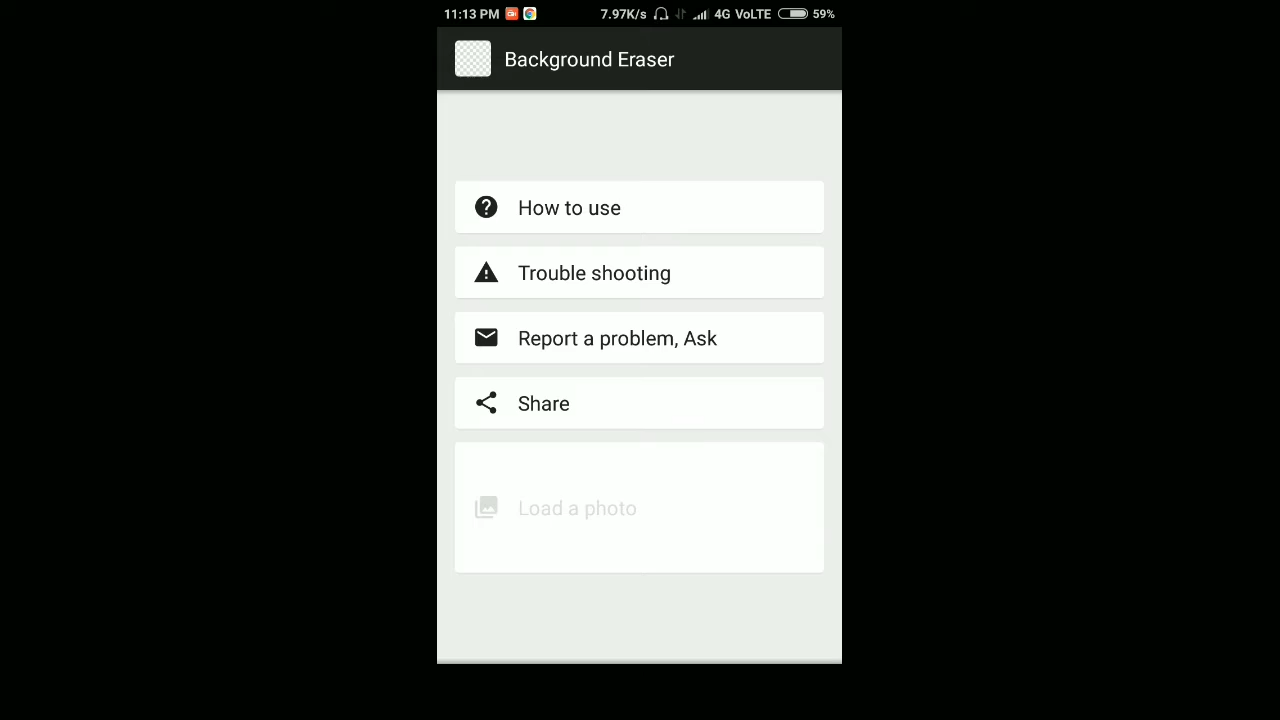 11:13 PM 7.97K/s 4G VoLTE 59%
Background Eraser
How to use
Trouble shooting
Report a problem, Ask
Share
Load a photo